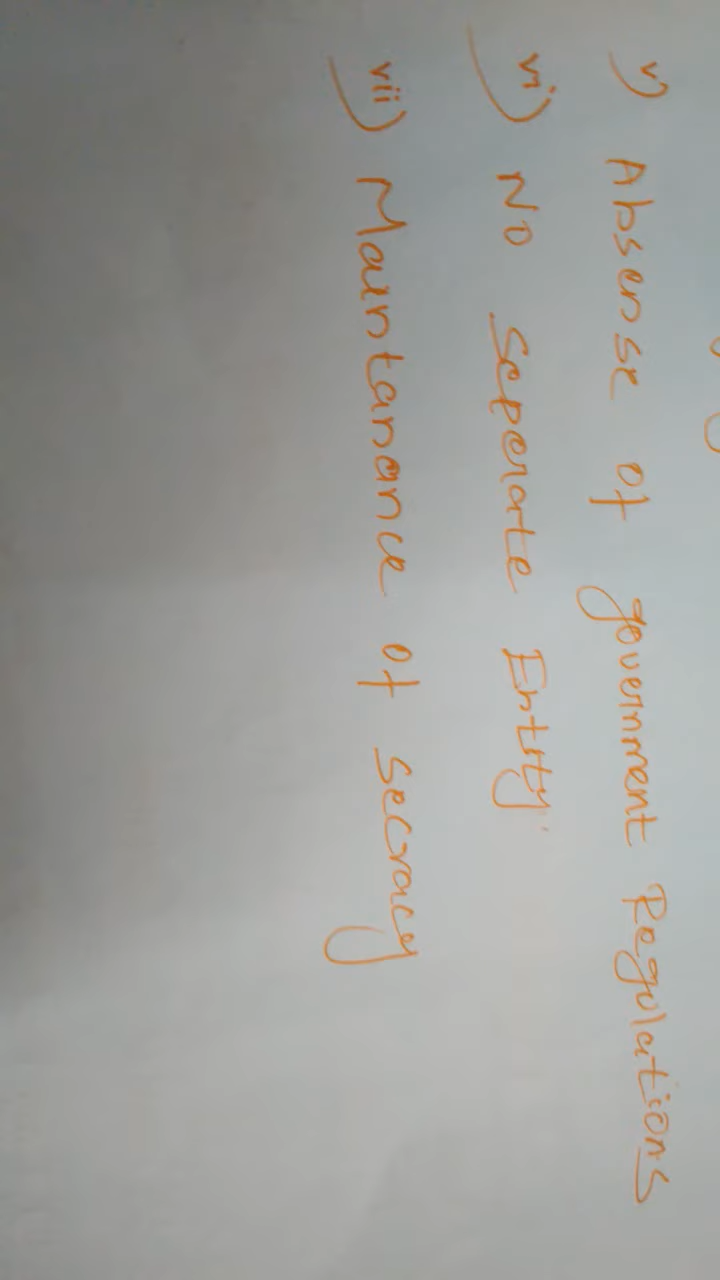 v) Absense of government Regulations
vi) No Seperate Entity
vii) Maintanance of secracy